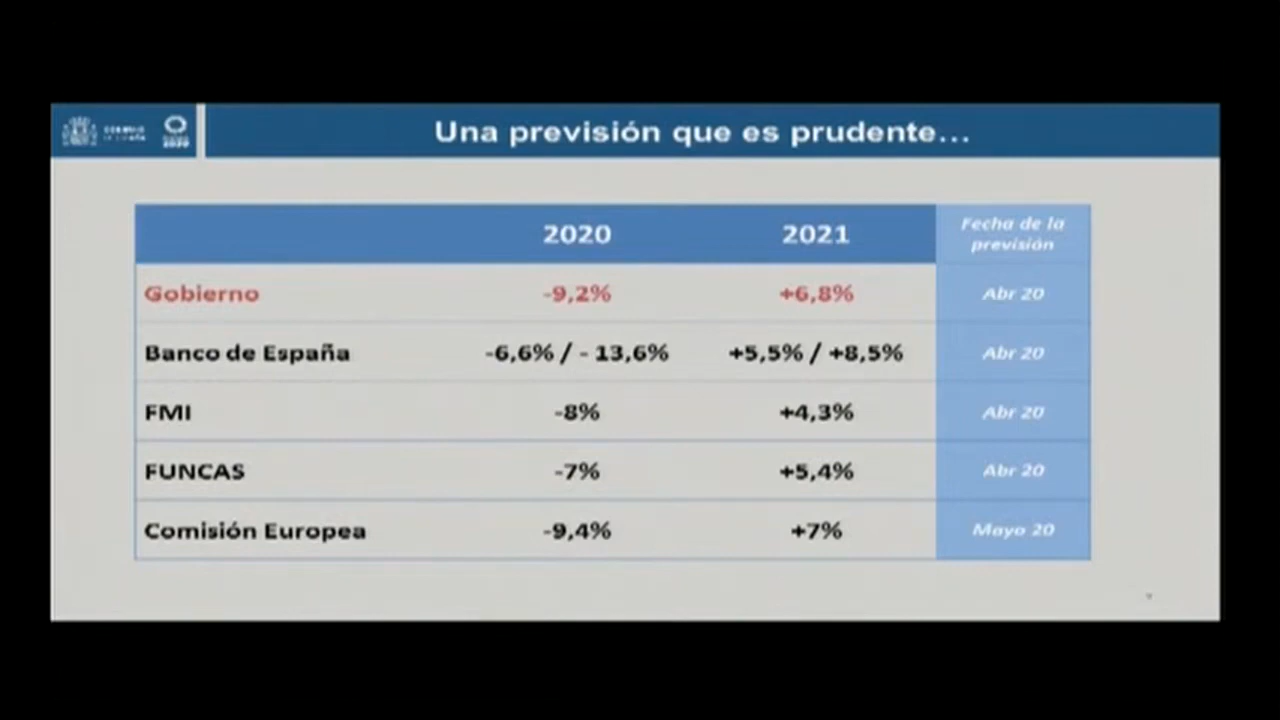 Una previsión que es prudente...
2020 2021 Fecha de la
previsión
Gobierno -9,2% +6,8% Abr 20
Banco de España -6,6% / - 13,6% +5,5% / +8,5% Abr 20
FMI -8% +4,3% Abr 20
FUNCAS -7% +5,4% Abr 20
Comisión Europea -9,4% +7% Mayo 20